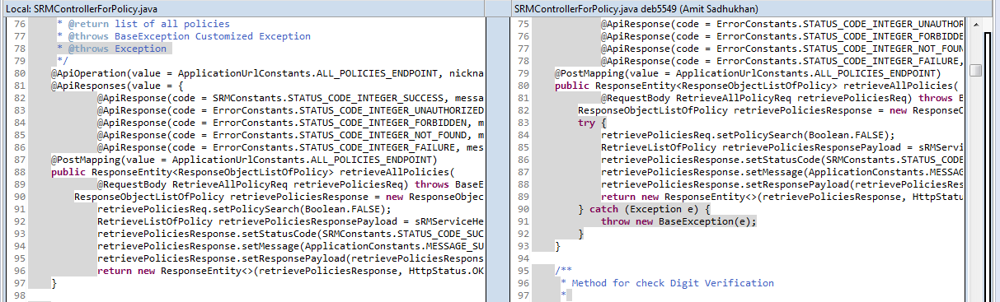 Local: SRMControllerForPolicy.java
76 * @return list of all policies
77 * @throws BaseException Customized Exception
78 * @throws Exception
79 */
80 @ApiOperation(value = ApplicationUrlConstants.ALL_POLICIES_ENDPOINT, nickna
81 @ApiResponses(value = {
82 @ApiResponse(code = SRMConstants.STATUS_CODE_INTEGER_SUCCESS, messa
83 @ApiResponse(code = ErrorConstants.STATUS_CODE_INTEGER_UNAUTHORIZED
84 @ApiResponse(code = ErrorConstants.STATUS_CODE_INTEGER_FORBIDDEN, m
85 @ApiResponse(code = ErrorConstants.STATUS_CODE_INTEGER_NOT_FOUND, m
86 @ApiResponse(code = ErrorConstants.STATUS_CODE_INTEGER_FAILURE, mes
87 @PostMapping(value = ApplicationUrlConstants.ALL_POLICIES_ENDPOINT)
88 public ResponseEntity<ResponseObjectListOfPolicy> retrieveAllPolicies(
89 @RequestBody RetrieveAllPolicyReq retrievePoliciesReq) throws BaseE
90 ResponseObjectListOfPolicy retrievePoliciesResponse = new ResponseObjec
91 retrievePoliciesReq.setPolicySearch(Boolean.FALSE);
92 RetrieveListOfPolicy retrievePoliciesResponsePayload = sRMServiceHe
93 retrievePoliciesResponse.setStatusCode(SRMConstants.STATUS_CODE_SUC
94 retrievePoliciesResponse.setMessage(ApplicationConstants.MESSAGE_SU
95 retrievePoliciesResponse.setResponsePayload(retrievePoliciesRespons
96 return new ResponseEntity<>(retrievePoliciesResponse, HttpStatus.OK
97 }
98
SRMControllerForPolicy.java deb5549 (Amit Sadhukhan)
75 @ApiResponse(code = ErrorConstants.STATUS_CODE_INTEGER_UNAUTHOR
76 @ApiResponse(code = ErrorConstants.STATUS_CODE_INTEGER_FORBIDDE
77 @ApiResponse(code = ErrorConstants.STATUS_CODE_INTEGER_NOT_FOUN
78 @ApiResponse(code = ErrorConstants.STATUS_CODE_INTEGER_FAILURE,
79 @PostMapping(value = ApplicationUrlConstants.ALL_POLICIES_ENDPOINT)
80 public ResponseEntity<ResponseObjectListOfPolicy> retrieveAllPolicies(
81 @RequestBody RetrieveAllPolicyReq retrievePoliciesReq) throws B
82 ResponseObjectListOfPolicy retrievePoliciesResponse = new ResponseO
83 try {
84 retrievePoliciesReq.setPolicySearch(Boolean.FALSE);
85 RetrieveListOfPolicy retrievePoliciesResponsePayload = sRMServi
86 retrievePoliciesResponse.setStatusCode(SRMConstants.STATUS_CODE
87 retrievePoliciesResponse.setMessage(ApplicationConstants.MESSAG
88 retrievePoliciesResponse.setResponsePayload(retrievePoliciesRes
89 return new ResponseEntity<>(retrievePoliciesResponse, HttpStatu
90 } catch (Exception e) {
91 throw new BaseException(e);
92 }
93 }
94
95 /**
96 * Method for check Digit Verification
97 *